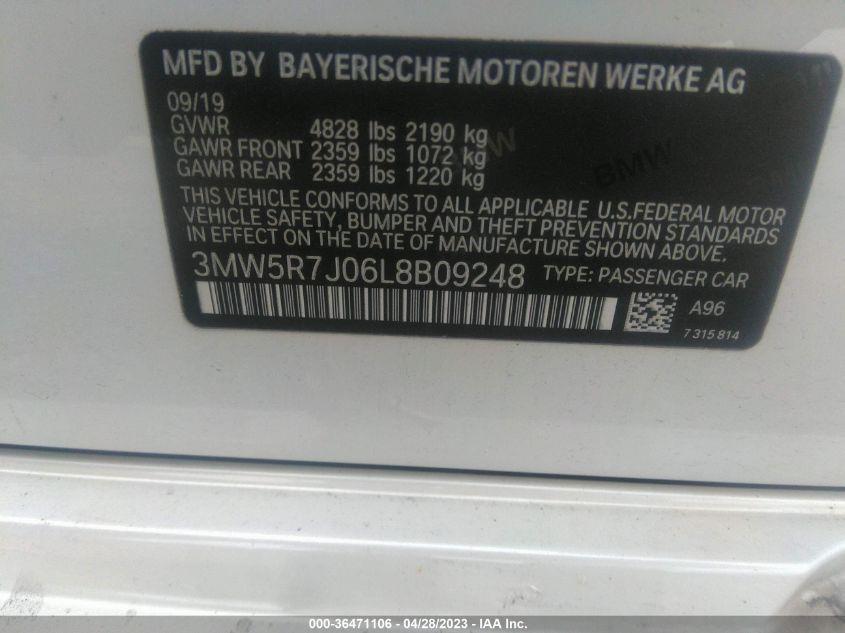 MFD BY BAYERISCHE MOTOREN WERKE AG
09/19
GVWR 4828 lbs 2190 kg
GAWR FRONT 2359 lbs 1072 kg
GAWR REAR 2359 lbs 1220 kg
THIS VEHICLE CONFORMS TO ALL APPLICABLE U.S.FEDERAL MOTOR
VEHICLE SAFETY, BUMPER AND THEFT PREVENTION STANDARDS
IN EFFECT ON THE DATE OF MANUFACTURE SHOWN ABOVE.
3MW5R7J06L8B09248 TYPE: PASSENGER CAR
A96
7 315 814
BMW
000-36471106 - 04/28/2023 - IAA Inc.